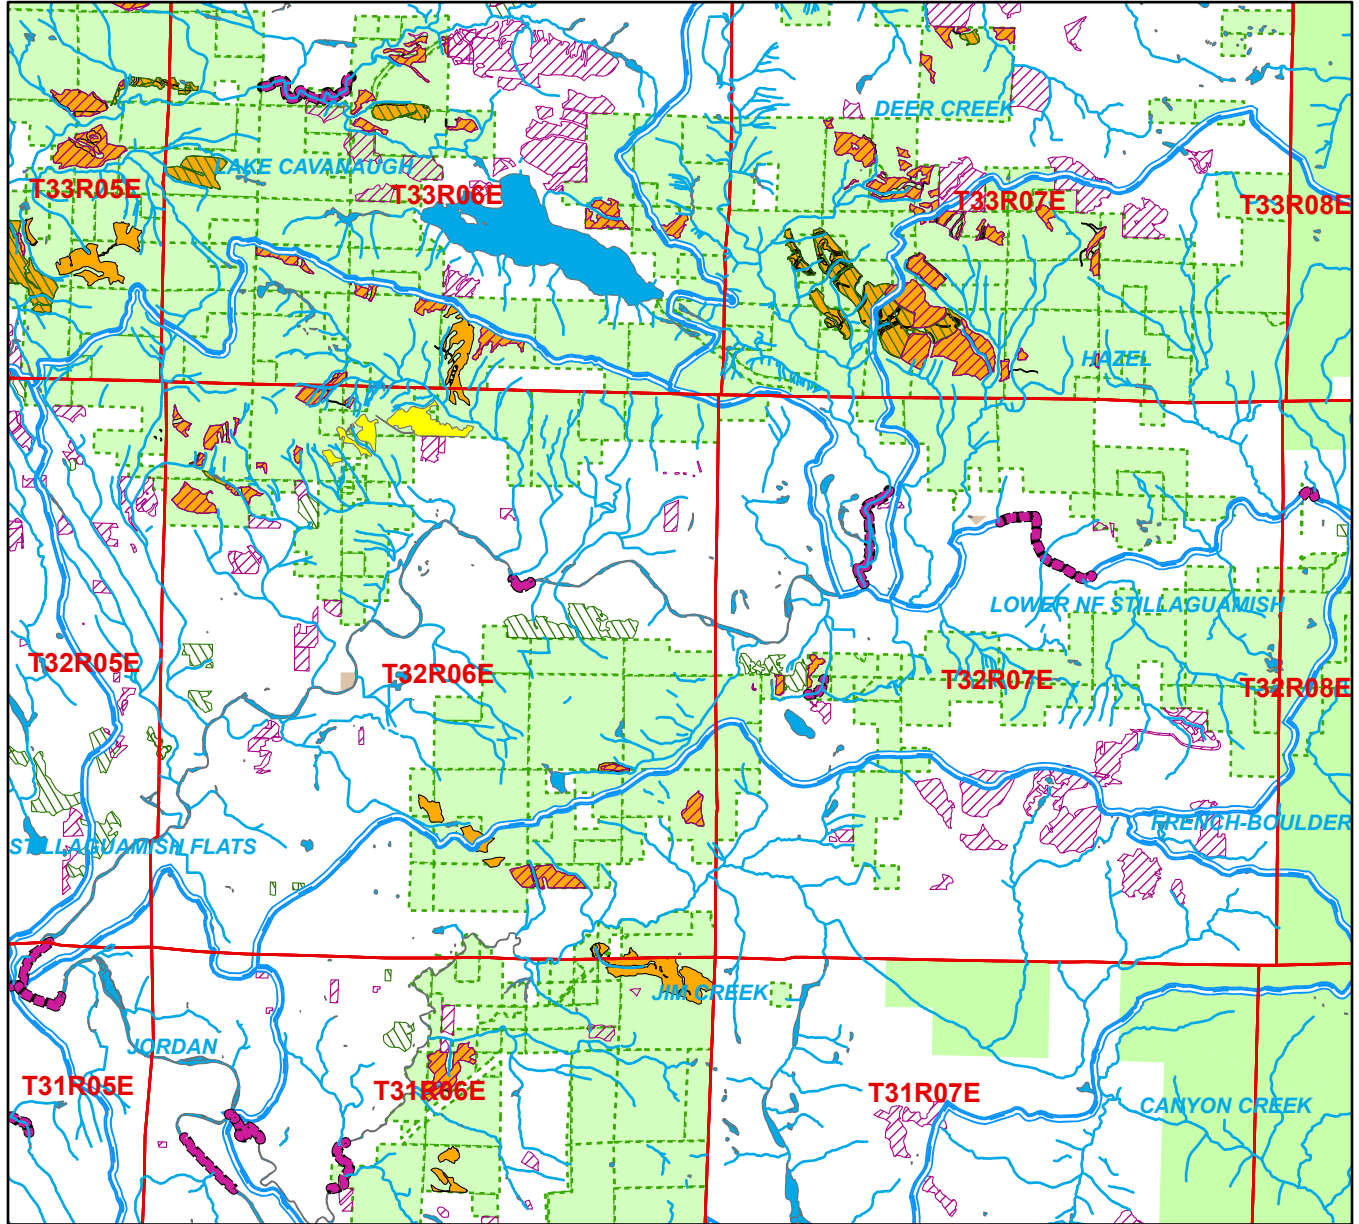 DEER CREEK
LAKE CAVANAUGH
T33R05E
T33R06E
T33R07E
T33R08E
HAZEL
LOWER NF STILLAGUAMISH
T32R05E
T32R06E
T32R07E
T32R08E
FRENCH-BOULDER
STILLAGUAMISH FLATS
JIM CREEK
JORDAN
T31R05E
T31R06E
T31R07E
CANYON CREEK